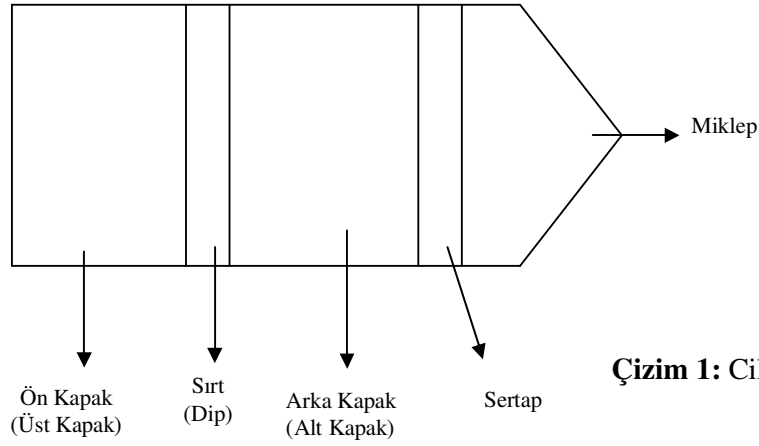 Miklep
Ön Kapak
(Üst Kapak)
Sırt
(Dip)
Arka Kapak
(Alt Kapak)
Sertap
Çizim 1: